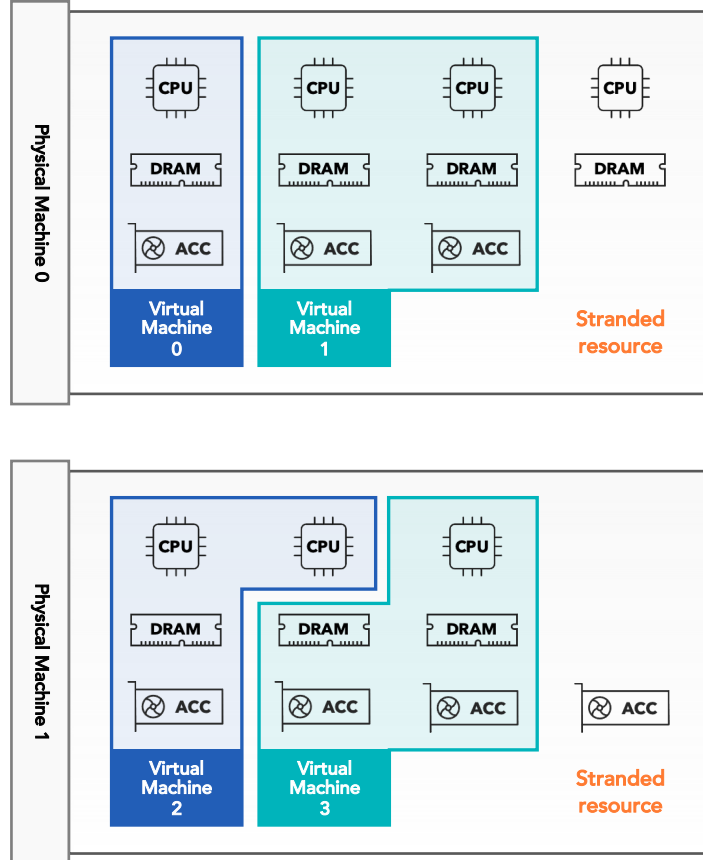 Physical Machine 0
CPU CPU CPU CPU
DRAM DRAM DRAM DRAM
ACC ACC ACC
Virtual
Machine
0
Virtual
Machine
1
Stranded
resource
Physical Machine 1
CPU CPU CPU
DRAM DRAM DRAM
ACC ACC ACC ACC
Virtual
Machine
2
Virtual
Machine
3
Stranded
resource